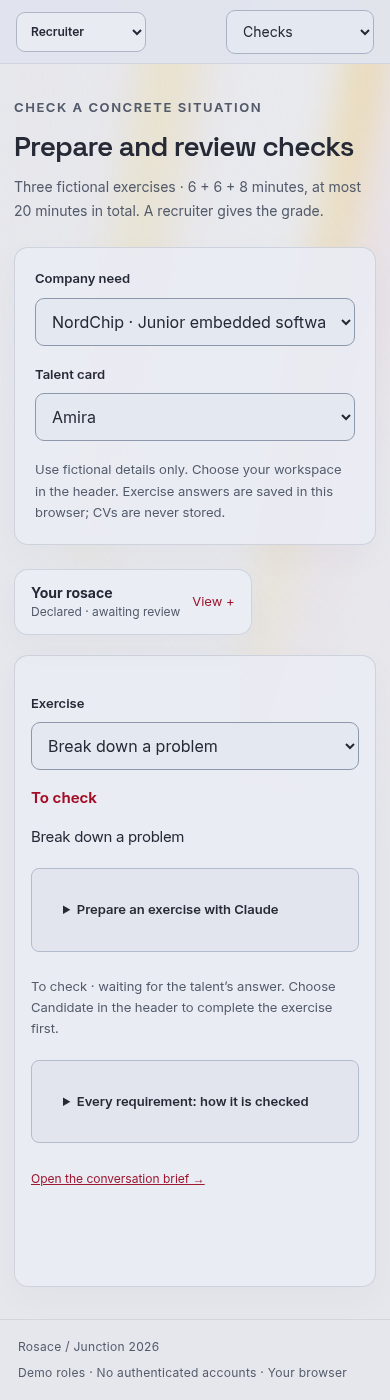 Recruiter
Checks
CHECK A CONCRETE SITUATION
Prepare and review checks
Three fictional exercises · 6 + 6 + 8 minutes, at most
20 minutes in total. A recruiter gives the grade.
Company need
NordChip · Junior embedded softwa
Talent card
Amira
Use fictional details only. Choose your workspace
in the header. Exercise answers are saved in this
browser; CVs are never stored.
Your rosace
Declared · awaiting review
View +
Exercise
Break down a problem
To check
Break down a problem
▶ Prepare an exercise with Claude
To check · waiting for the talent’s answer. Choose
Candidate in the header to complete the exercise
first.
▶ Every requirement: how it is checked
Open the conversation brief →
Rosace / Junction 2026
Demo roles · No authenticated accounts · Your browser